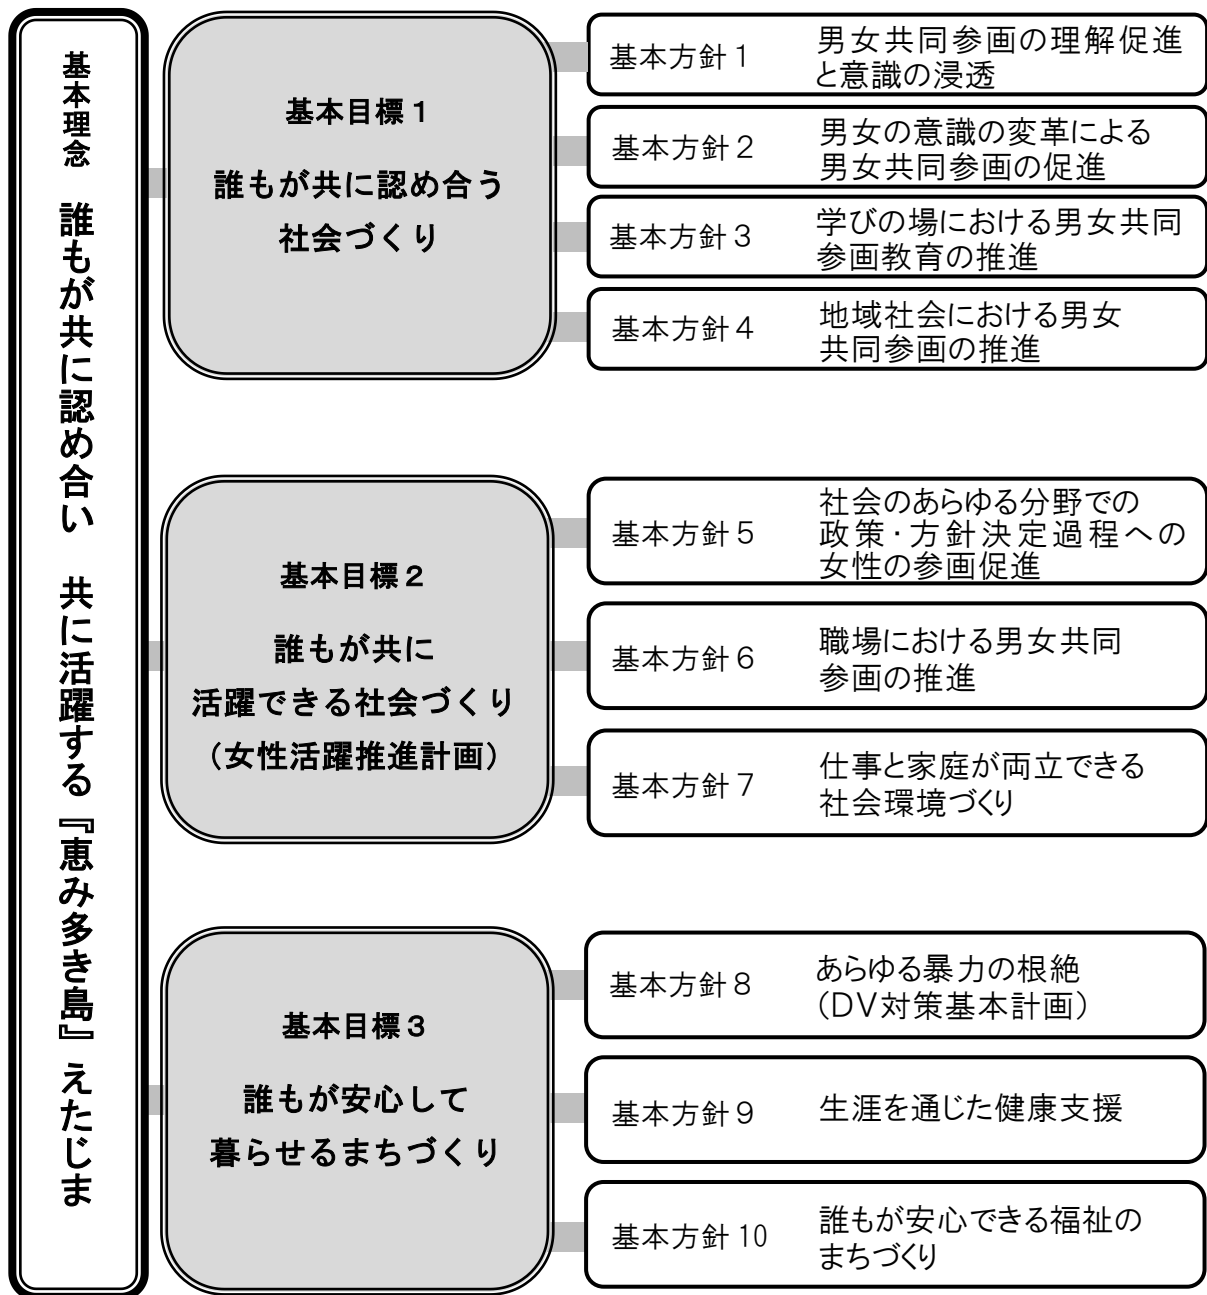 基本理念　誰もが共に認め合い　共に活躍する『恵み多き島』えたじま
基本目標１
誰もが共に認め合う
社会づくり
基本方針１
男女共同参画の理解促進
と意識の浸透
基本方針２
男女の意識の変革による
男女共同参画の促進
基本方針３
学びの場における男女共同
参画教育の推進
基本方針４
地域社会における男女
共同参画の推進
基本目標２
誰もが共に
活躍できる社会づくり
（女性活躍推進計画）
基本方針５
社会のあらゆる分野での
政策・方針決定過程への
女性の参画促進
基本方針６
職場における男女共同
参画の推進
基本方針７
仕事と家庭が両立できる
社会環境づくり
基本目標３
誰もが安心して
暮らせるまちづくり
基本方針８
あらゆる暴力の根絶
（ＤＶ対策基本計画）
基本方針９
生涯を通じた健康支援
基本方針 10
誰もが安心できる福祉の
まちづくり